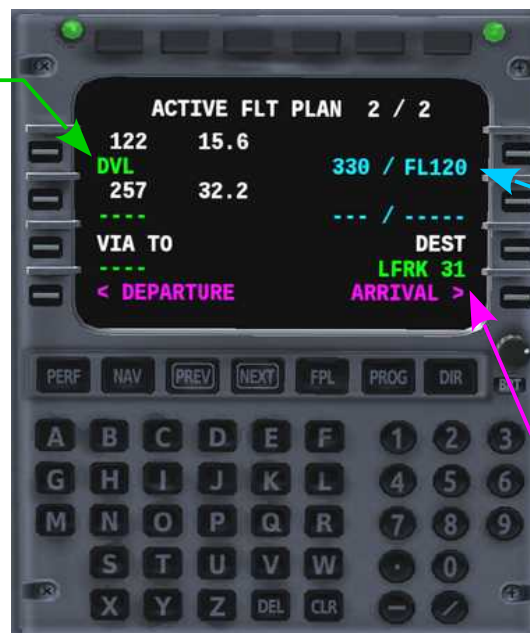 ACTIVE FLT PLAN 2 / 2
122 15.6
DVL 330 / FL120
257 32.2
---- --- / -----
VIA TO DEST
---- LFRK 31
< DEPARTURE ARRIVAL >
PERF NAV PREV NEXT FPL PROG DIR BRT
A B C D E F 1 2 3
G H I J K L 4 5 6
M N O P Q R 7 8 9
S T U V W · 0
X Y Z DEL CLR − /